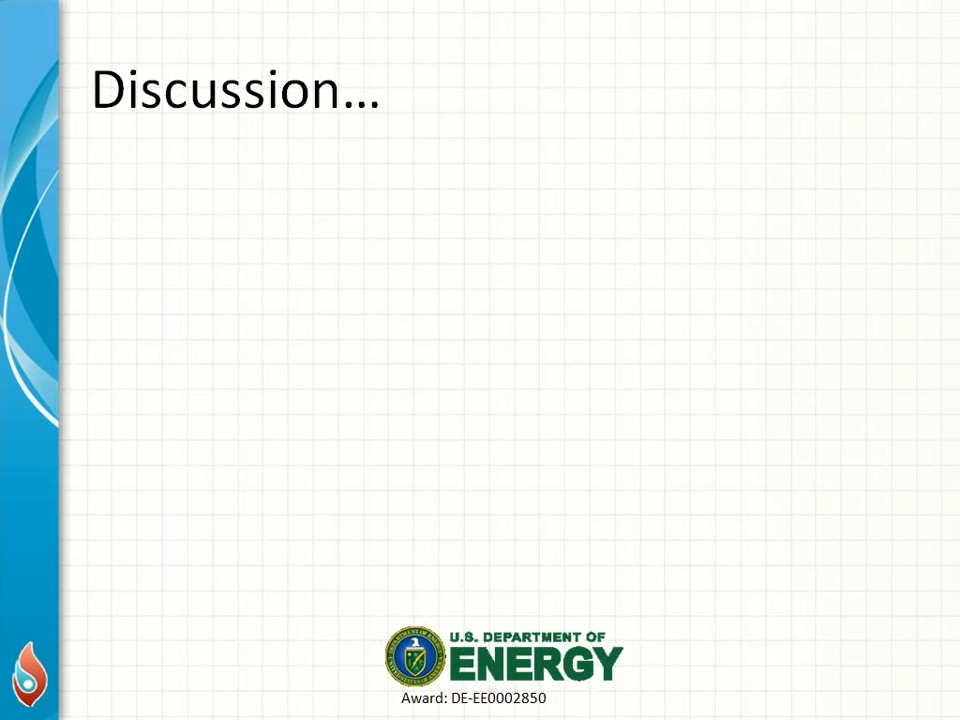 Discussion…
U.S. DEPARTMENT OF
ENERGY
Award: DE-EE0002850